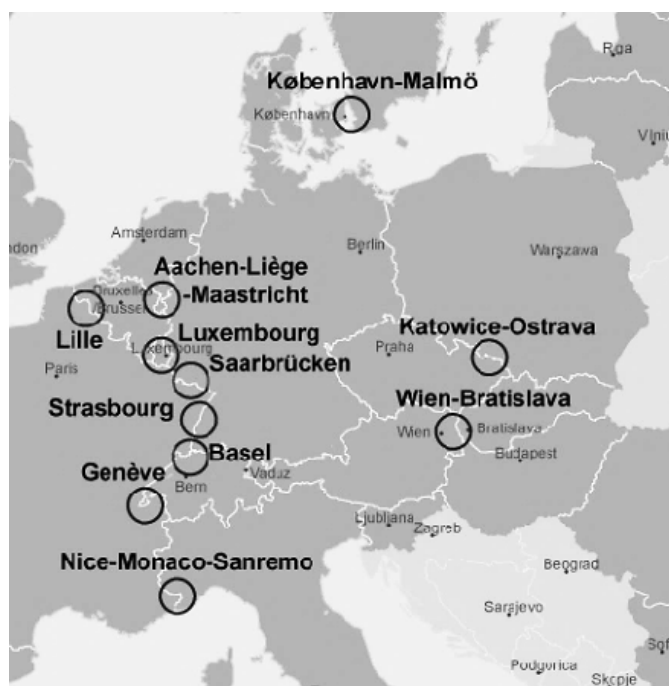 Riga
København-Malmö
København
Vilniu
Amsterdam
ondon
Berlin
Warszawa
Aachen-Liège
-Maastricht
Bruxelles
Brussel
Lille
Luxembourg
Luxembourg
Saarbrücken
Katowice-Ostrava
Praha
Paris
Strasbourg
Wien-Bratislava
Wien
Bratislava
Budapest
Basel
Genève
Bern
Vaduz
Ljubljana
Zagreb
Nice-Monaco-Sanremo
Beograd
Sarajevo
Sof
Podgorica
Skopje